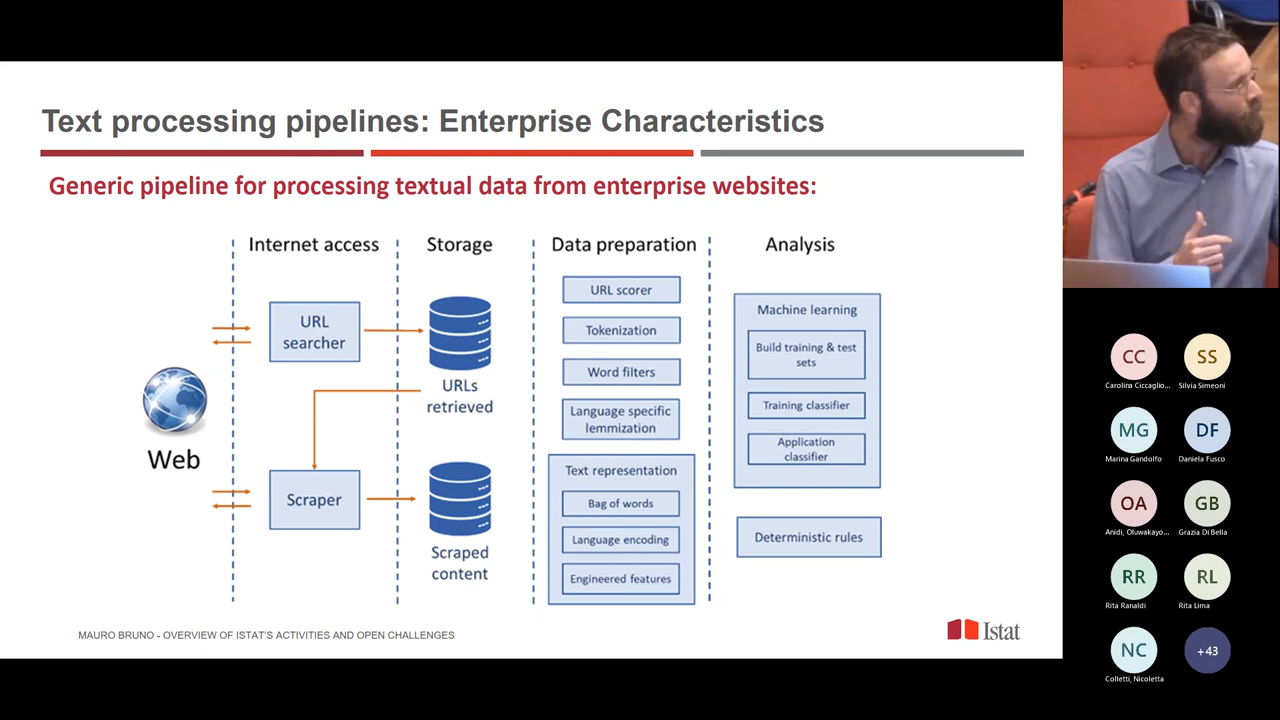 Text processing pipelines: Enterprise Characteristics
Generic pipeline for processing textual data from enterprise websites:
Internet access
Storage
Data preparation
Analysis
Web
URL
searcher
Scraper
URLs
retrieved
Scraped
content
URL scorer
Tokenization
Word filters
Language specific
lemmization
Text representation
Bag of words
Language encoding
Engineered features
Machine learning
Build training & test
sets
Training classifier
Application
classifier
Deterministic rules
MAURO BRUNO - OVERVIEW OF ISTAT'S ACTIVITIES AND OPEN CHALLENGES
Istat
CC
Carolina Ciccaglio...
SS
Silvia Simeoni
MG
Marina Gandolfo
DF
Daniela Fusco
OA
Anidi, Oluwakayo...
GB
Grazia Di Bella
RR
Rita Ranaldi
RL
Rita Lima
NC
Colletti, Nicoletta
+43